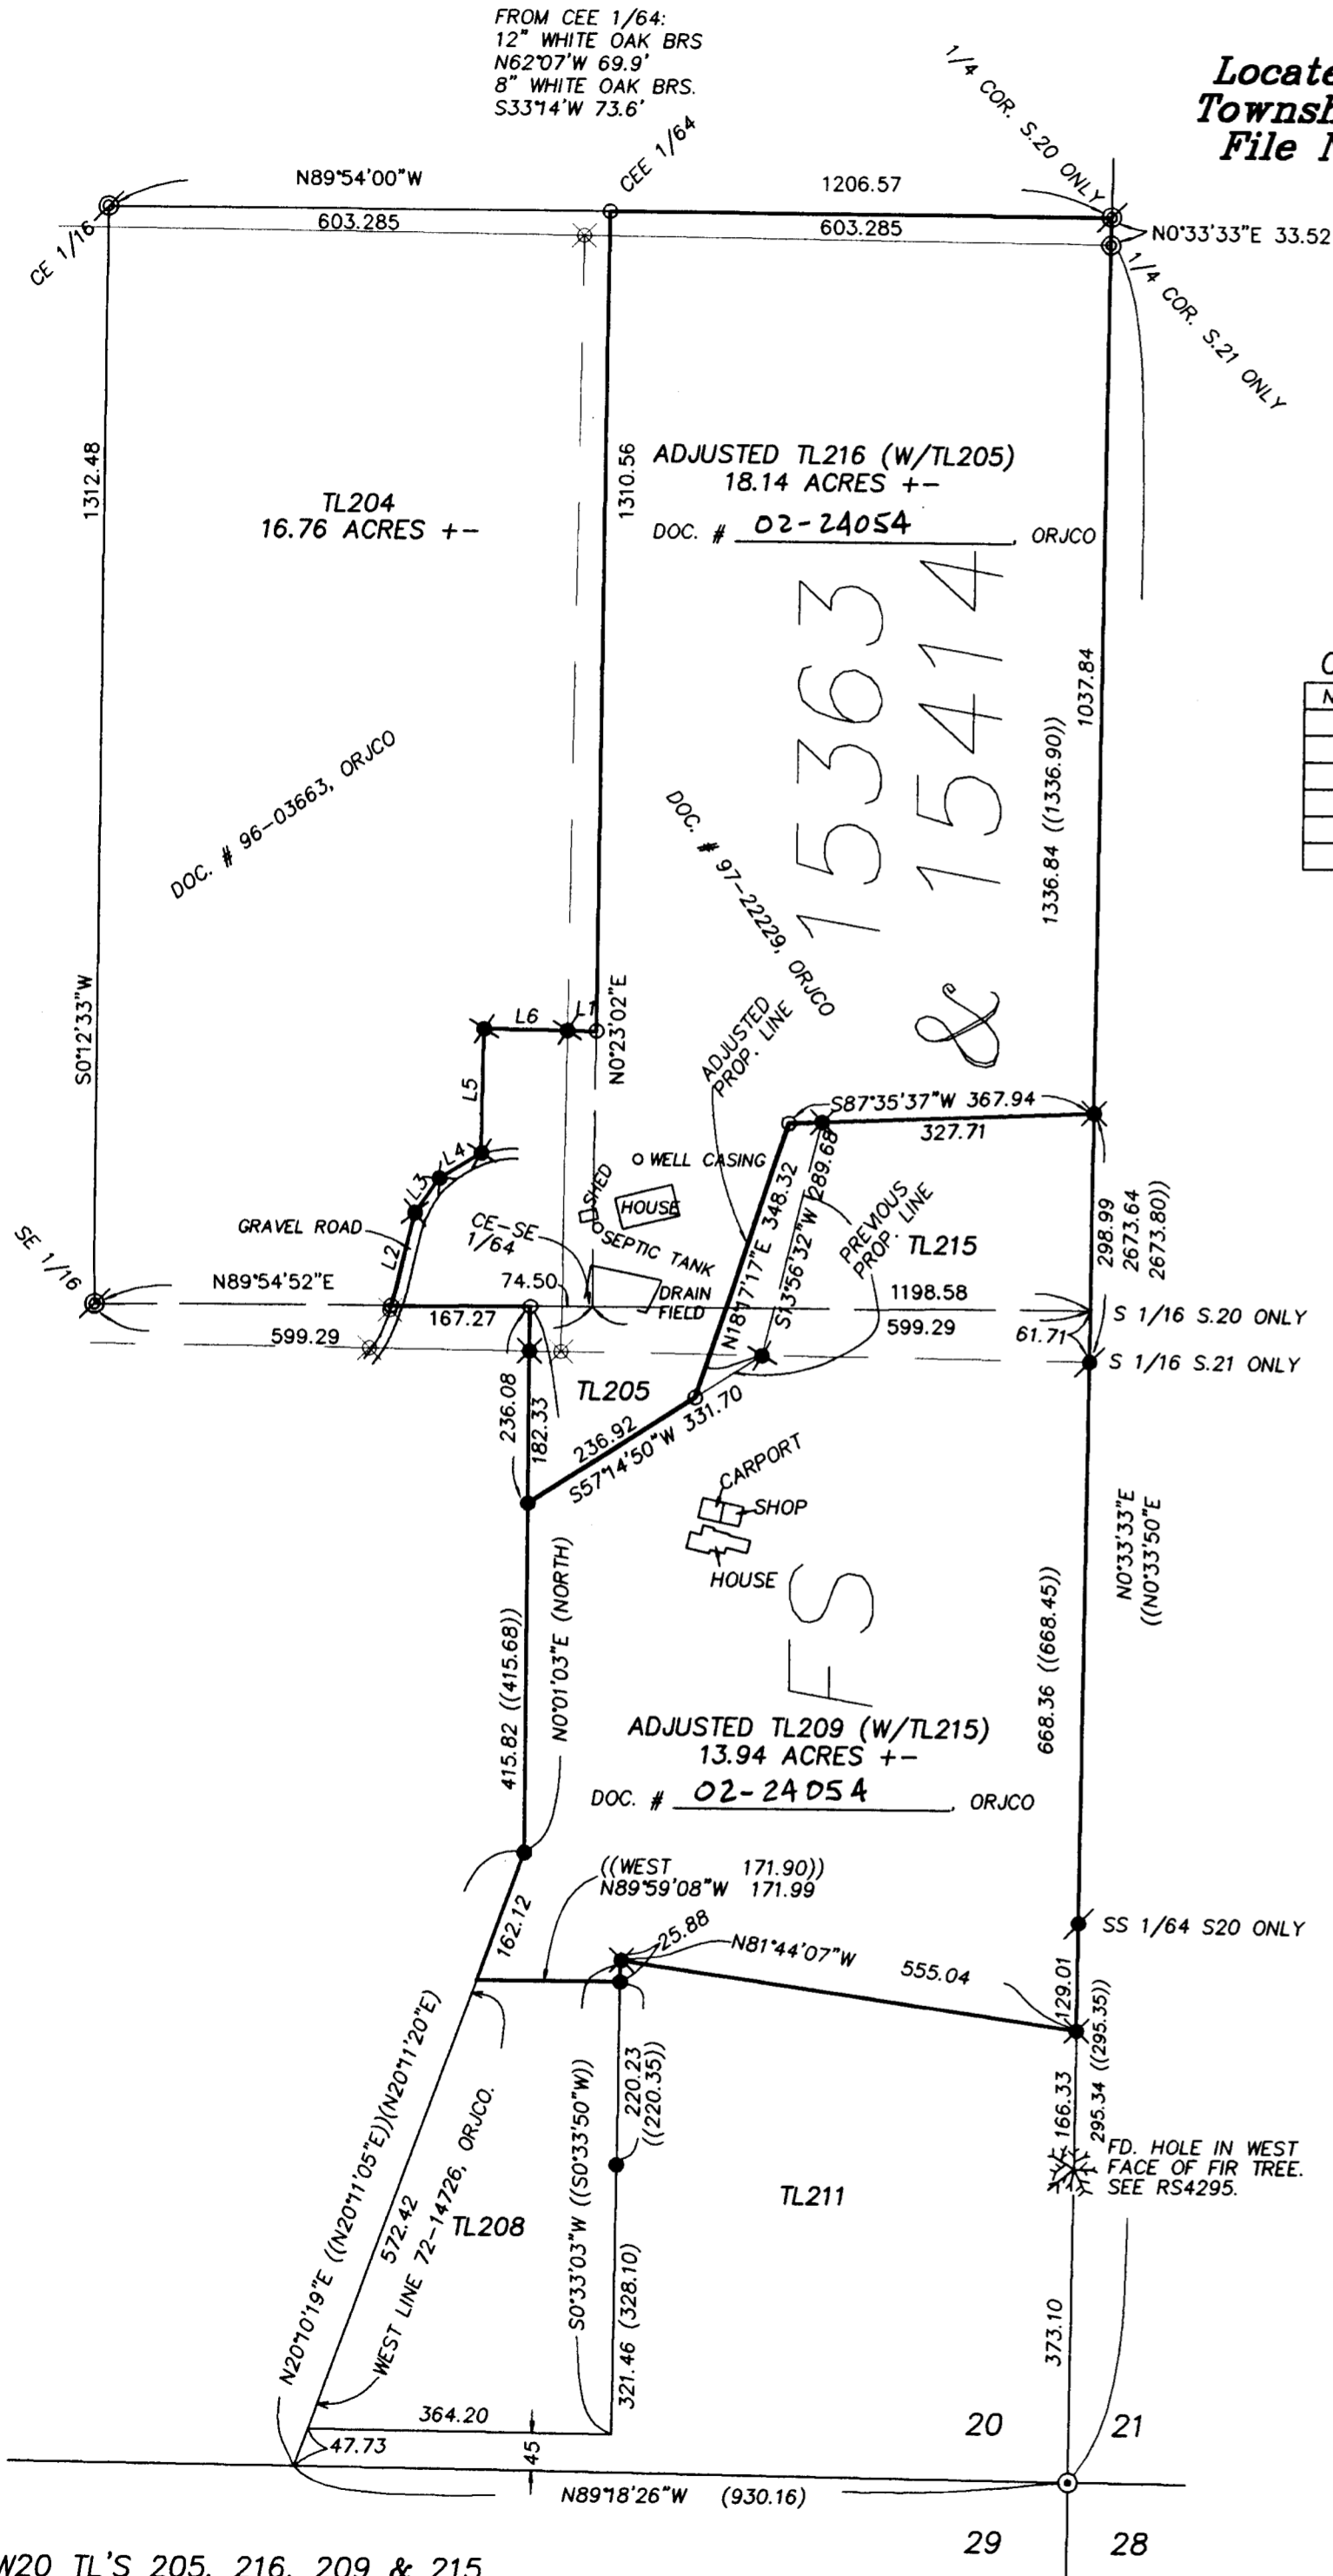 FROM CEE 1/64:
12" WHITE OAK BRS
N62°07'W 69.9'
8" WHITE OAK BRS.
S33°14'W 73.6'
1/4 COR. S.20 ONLY
Locate
Townsh
File N
CEE 1/64
N89°54'00"W
603.285
1206.57
603.285
N0°33'33"E 33.52
CE 1/16
1/4 COR. S.21 ONLY
1312.48
1310.56
TL204
16.76 ACRES +-
ADJUSTED TL216 (W/TL205)
18.14 ACRES +-
DOC. # 02-24054, ORJCO
15363
& 15414
1037.84
1336.84 ((1336.90))
DOC. # 96-03663, ORJCO
DOC. # 97-22229, ORJCO
S0°12'33"W
N0°23'02"E
L6
L1
L5
L4
L3
L2
ADJUSTED
PROP. LINE
S87°35'37"W 367.94
327.71
WELL CASING
SHED
HOUSE
SEPTIC TANK
DRAIN
FIELD
CE-SE
1/64
GRAVEL ROAD
N18°17'17"E 348.32
S13°56'32"W 289.68
PREVIOUS
PROP. LINE
TL215
298.99
2673.64
2673.80))
SE 1/16
N89°54'52"E
74.50
1198.58
S 1/16 S.20 ONLY
167.27
599.29
599.29
61.71
S 1/16 S.21 ONLY
TL205
236.08
182.33
236.92
S57°14'50"W 331.70
CARPORT
SHOP
HOUSE
N0°33'33"E
((N0°33'50"E
FS
415.82 ((415.68))
N0°01'03"E (NORTH)
668.36 ((668.45))
ADJUSTED TL209 (W/TL215)
13.94 ACRES +-
DOC. # 02-24054, ORJCO
((WEST 171.90))
N89°59'08"W 171.99
162.12
25.88
N81°44'07"W
555.04
SS 1/64 S20 ONLY
129.01
295.34 ((295.35))
166.33
220.23
((220.35))
FD. HOLE IN WEST
FACE OF FIR TREE.
SEE RS4295.
N20°10'19"E ((N20°11'05"E))(N20°11'20"E)
572.42
WEST LINE 72-14726, ORJCO.
TL208
S0°33'03"W ((S0°33'50"W))
TL211
321.46 (328.10)
373.10
364.20
47.73
45
20
21
N89°18'26"W (930.16)
29
28
W20 TL'S 205, 216, 209 & 215